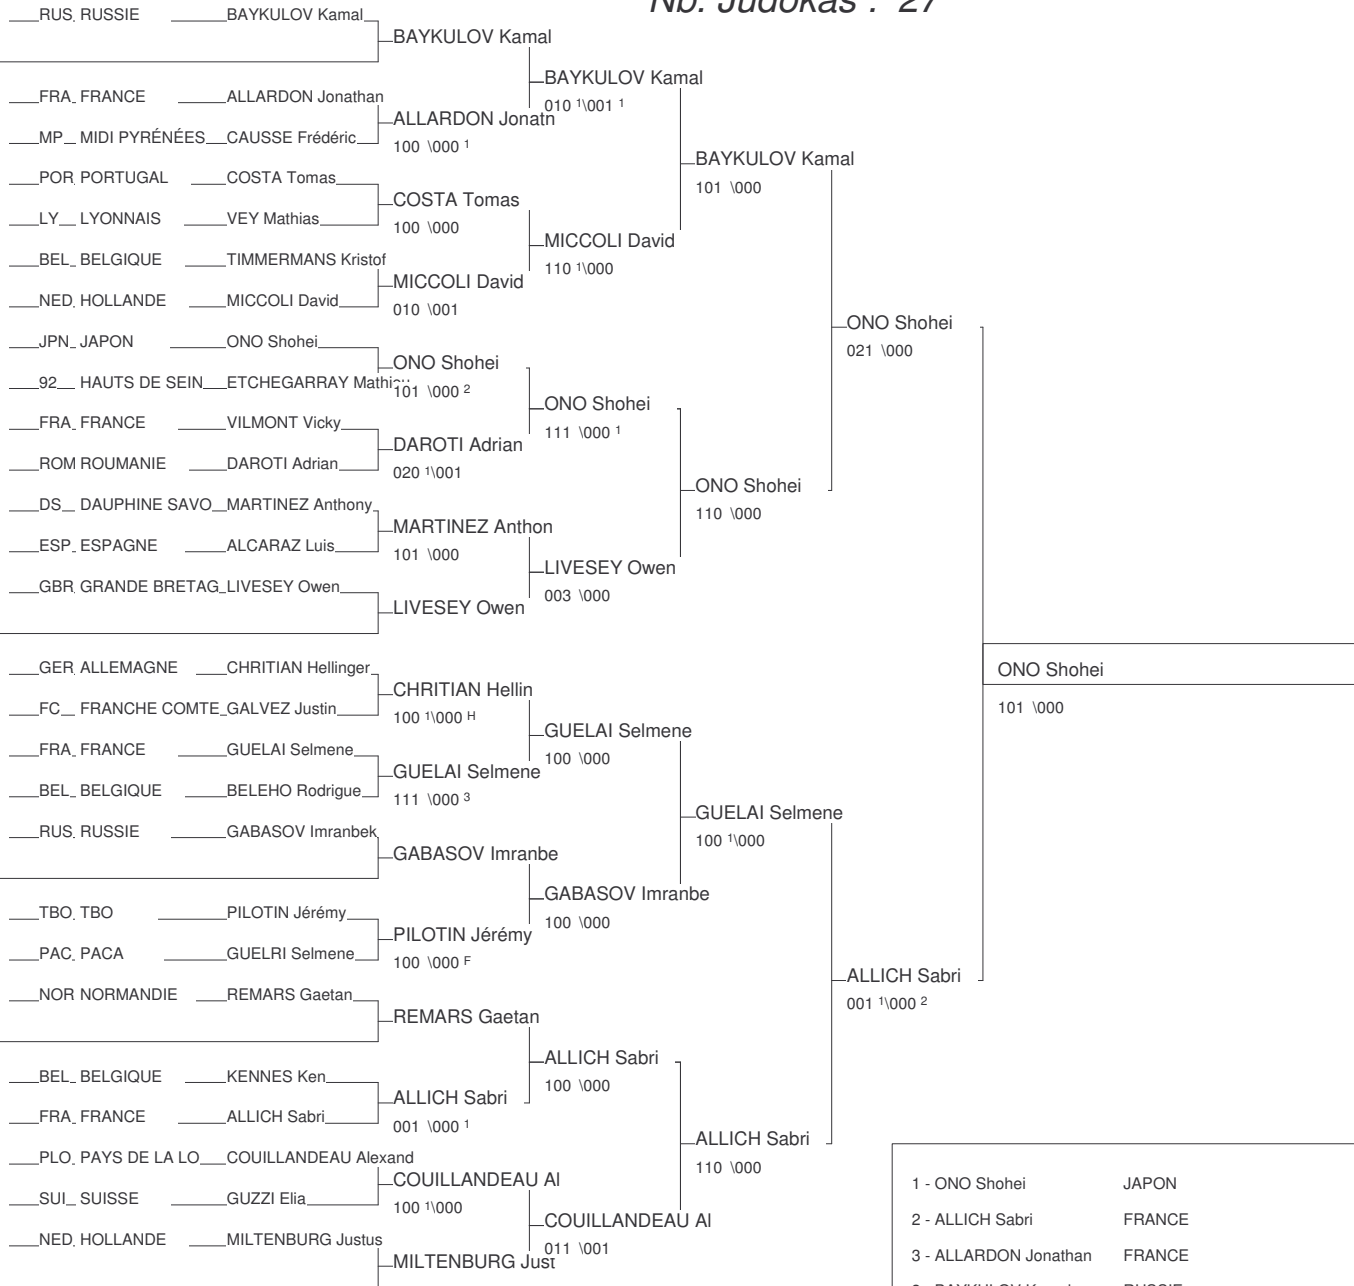 Nb. Judokas : 27
RUS RUSSIE BAYKULOV Kamal
BAYKULOV Kamal
BAYKULOV Kamal
FRA FRANCE ALLARDON Jonathan
010 1\001 1
ALLARDON Jonatn
MP MIDI PYRÉNÉES CAUSSE Frédéric
100 \000 1
BAYKULOV Kamal
POR PORTUGAL COSTA Tomas
101 \000
COSTA Tomas
LY LYONNAIS VEY Mathias
100 \000
MICCOLI David
BEL BELGIQUE TIMMERMANS Kristof
110 1\000
MICCOLI David
NED HOLLANDE MICCOLI David
010 \001
ONO Shohei
JPN JAPON ONO Shohei
021 \000
ONO Shohei
92 HAUTS DE SEIN ETCHEGARRAY Mathieu
101 \000 2
ONO Shohei
FRA FRANCE VILMONT Vicky
111 \000 1
DAROTI Adrian
ROM ROUMANIE DAROTI Adrian
020 1\001
ONO Shohei
DS DAUPHINE SAVO MARTINEZ Anthony
110 \000
MARTINEZ Anthon
ESP ESPAGNE ALCARAZ Luis
101 \000
LIVESEY Owen
GBR GRANDE BRETAG LIVESEY Owen
003 \000
LIVESEY Owen
GER ALLEMAGNE CHRITIAN Hellinger
ONO Shohei
CHRITIAN Hellin
FC FRANCHE COMTE GALVEZ Justin
101 \000
100 1\000 H
GUELAI Selmene
FRA FRANCE GUELAI Selmene
100 \000
GUELAI Selmene
BEL BELGIQUE BELEHO Rodrigue
111 \000 3
GUELAI Selmene
RUS RUSSIE GABASOV Imranbek
100 1\000
GABASOV Imranbe
GABASOV Imranbe
TBO TBO PILOTIN Jérémy
100 \000
PILOTIN Jérémy
PAC PACA GUELRI Selmene
100 \000 F
ALLICH Sabri
NOR NORMANDIE REMARS Gaetan
001 1\000 2
REMARS Gaetan
ALLICH Sabri
BEL BELGIQUE KENNES Ken
100 \000
ALLICH Sabri
FRA FRANCE ALLICH Sabri
001 \000 1
ALLICH Sabri
PLO PAYS DE LA LO COUILLANDEAU Alexand
110 \000
COUILLANDEAU Al
SUI SUISSE GUZZI Elia
100 1\000
COUILLANDEAU Al
NED HOLLANDE MILTENBURG Justus
011 \001
MILTENBURG Just
1 - ONO Shohei JAPON
2 - ALLICH Sabri FRANCE
3 - ALLARDON Jonathan FRANCE